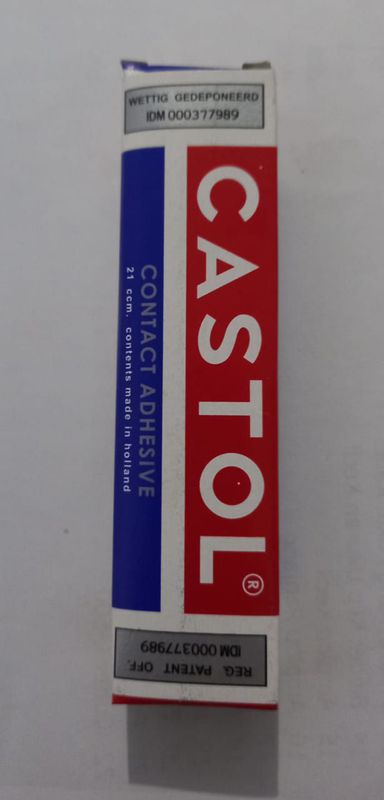 WETTIG GEDEPONEERD
IDM 000377989
CASTOL®
CONTACT ADHESIVE
21 ccm. contents made in holland
REG. PATENT OFF.
IDM 000377989